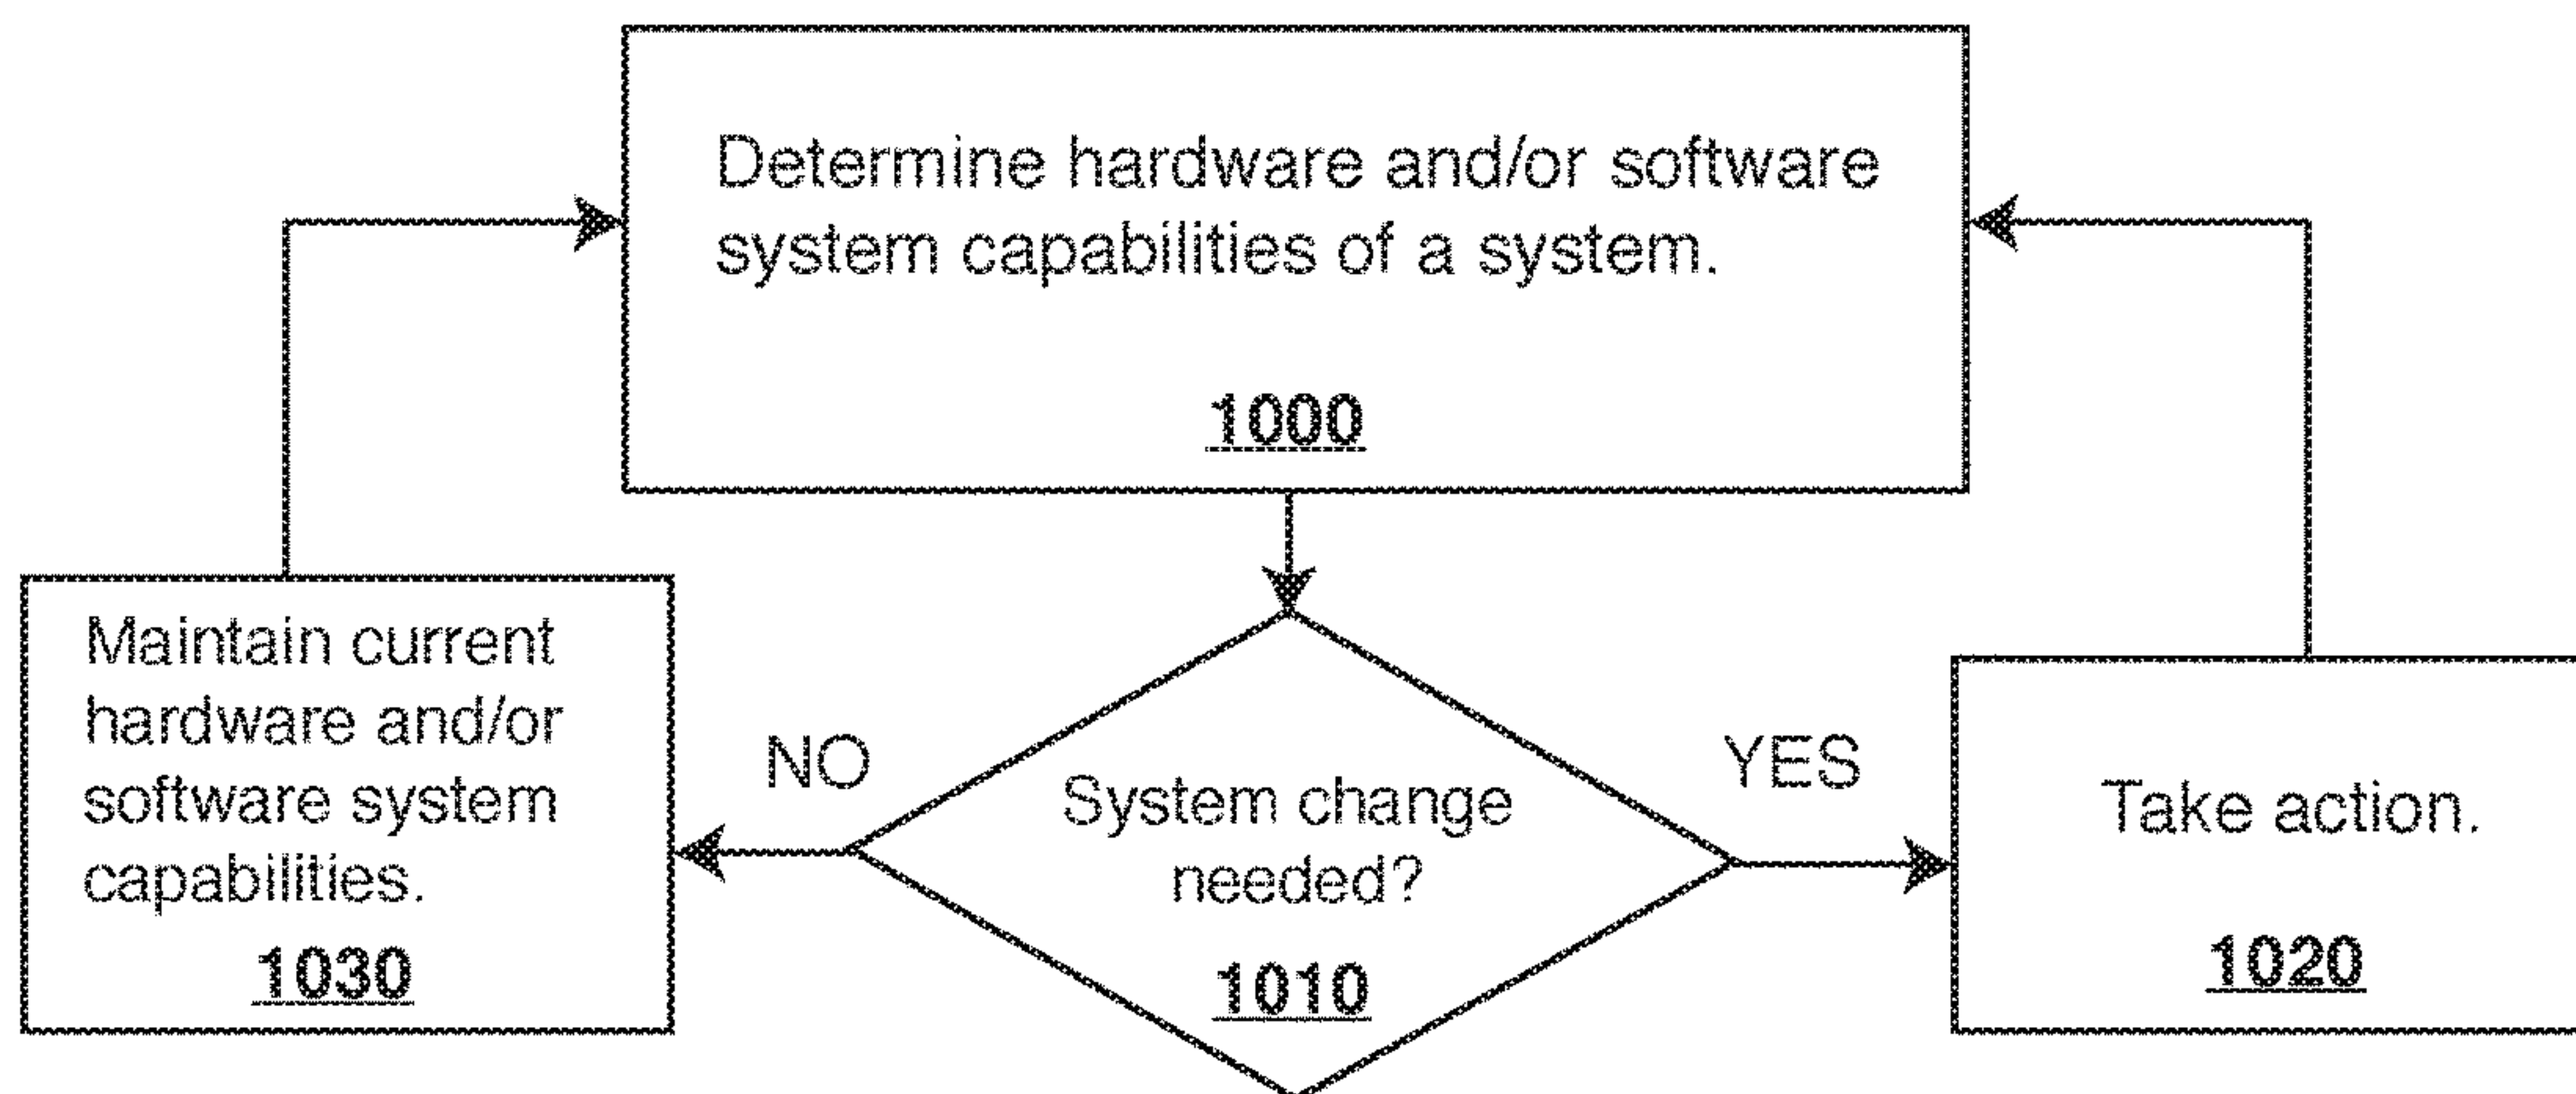 Determine hardware and/or software
system capabilities of a system.
1000
Maintain current
hardware and/or
software system
capabilities.
1030
NO
System change
needed?
1010
YES
Take action.
1020